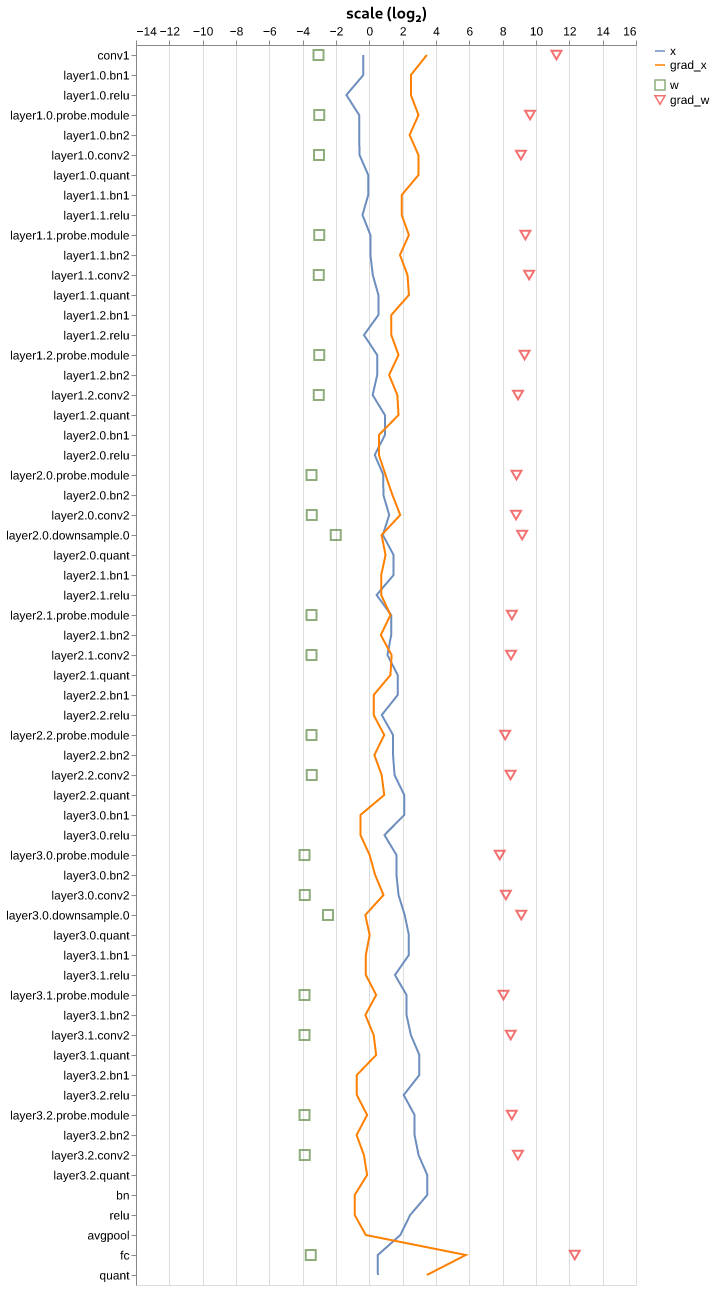 scale (log₂)
−14 −12 −10 −8 −6 −4 −2 0 2 4 6 8 10 12 14 16
x
grad_x
w
grad_w
conv1
layer1.0.bn1
layer1.0.relu
layer1.0.probe.module
layer1.0.bn2
layer1.0.conv2
layer1.0.quant
layer1.1.bn1
layer1.1.relu
layer1.1.probe.module
layer1.1.bn2
layer1.1.conv2
layer1.1.quant
layer1.2.bn1
layer1.2.relu
layer1.2.probe.module
layer1.2.bn2
layer1.2.conv2
layer1.2.quant
layer2.0.bn1
layer2.0.relu
layer2.0.probe.module
layer2.0.bn2
layer2.0.conv2
layer2.0.downsample.0
layer2.0.quant
layer2.1.bn1
layer2.1.relu
layer2.1.probe.module
layer2.1.bn2
layer2.1.conv2
layer2.1.quant
layer2.2.bn1
layer2.2.relu
layer2.2.probe.module
layer2.2.bn2
layer2.2.conv2
layer2.2.quant
layer3.0.bn1
layer3.0.relu
layer3.0.probe.module
layer3.0.bn2
layer3.0.conv2
layer3.0.downsample.0
layer3.0.quant
layer3.1.bn1
layer3.1.relu
layer3.1.probe.module
layer3.1.bn2
layer3.1.conv2
layer3.1.quant
layer3.2.bn1
layer3.2.relu
layer3.2.probe.module
layer3.2.bn2
layer3.2.conv2
layer3.2.quant
bn
relu
avgpool
fc
quant